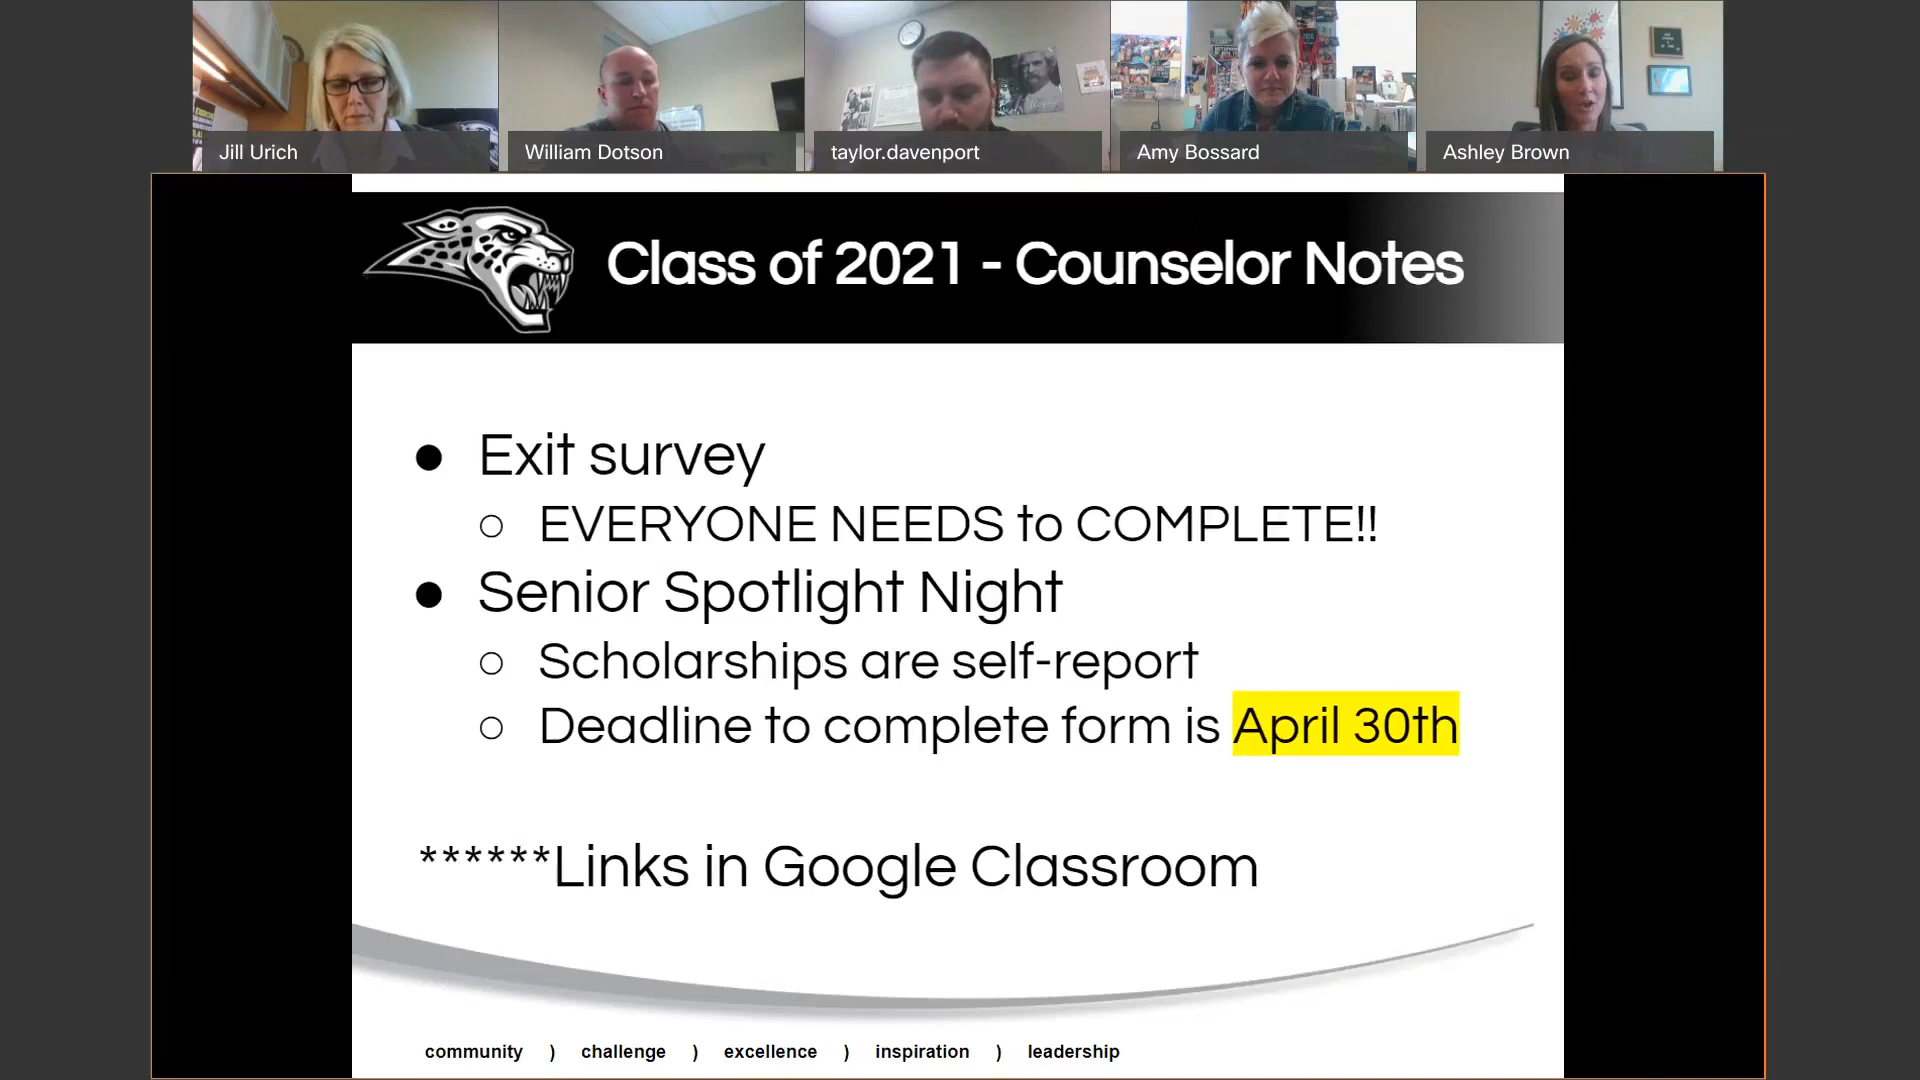 Jill Urich
William Dotson
taylor.davenport
Amy Bossard
Ashley Brown
Class of 2021 - Counselor Notes
● Exit survey
○ EVERYONE NEEDS to COMPLETE!!
● Senior Spotlight Night
○ Scholarships are self-report
○ Deadline to complete form is April 30th
******Links in Google Classroom
community ) challenge ) excellence ) inspiration ) leadership